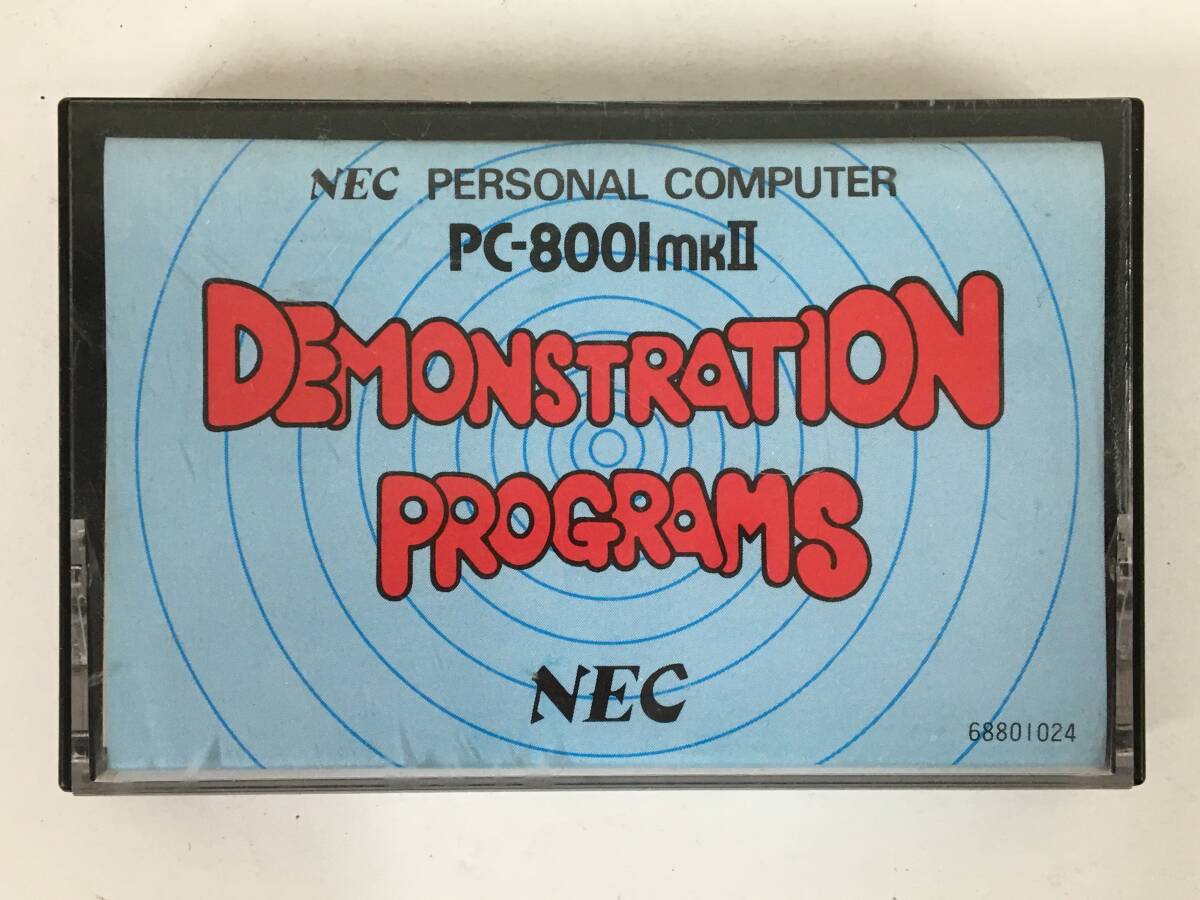 NEC PERSONAL COMPUTER
PC-8001mkII
DEMONSTRATION
PROGRAMS
NEC
68801024